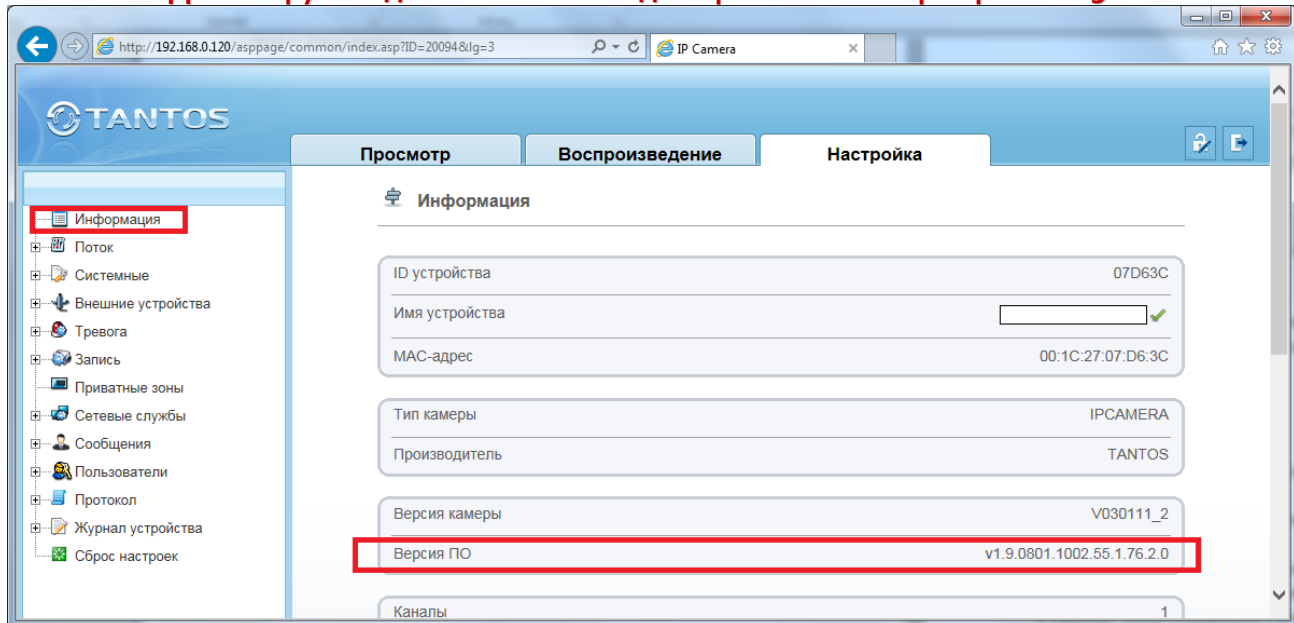 http://192.168.0.120/asppage/common/index.asp?ID=20094&lg=3
IP Camera
TANTOS
Просмотр
Воспроизведение
Настройка
Информация
Поток
Системные
Внешние устройства
Тревога
Запись
Приватные зоны
Сетевые службы
Сообщения
Пользователи
Протокол
Журнал устройства
Сброс настроек
Информация
ID устройства 07D63C
Имя устройства
MAC-адрес 00:1C:27:07:D6:3C
Тип камеры IPCAMERA
Производитель TANTOS
Версия камеры V030111_2
Версия ПО v1.9.0801.1002.55.1.76.2.0
Каналы 1